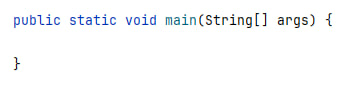 public static void main(String[] args) {
}